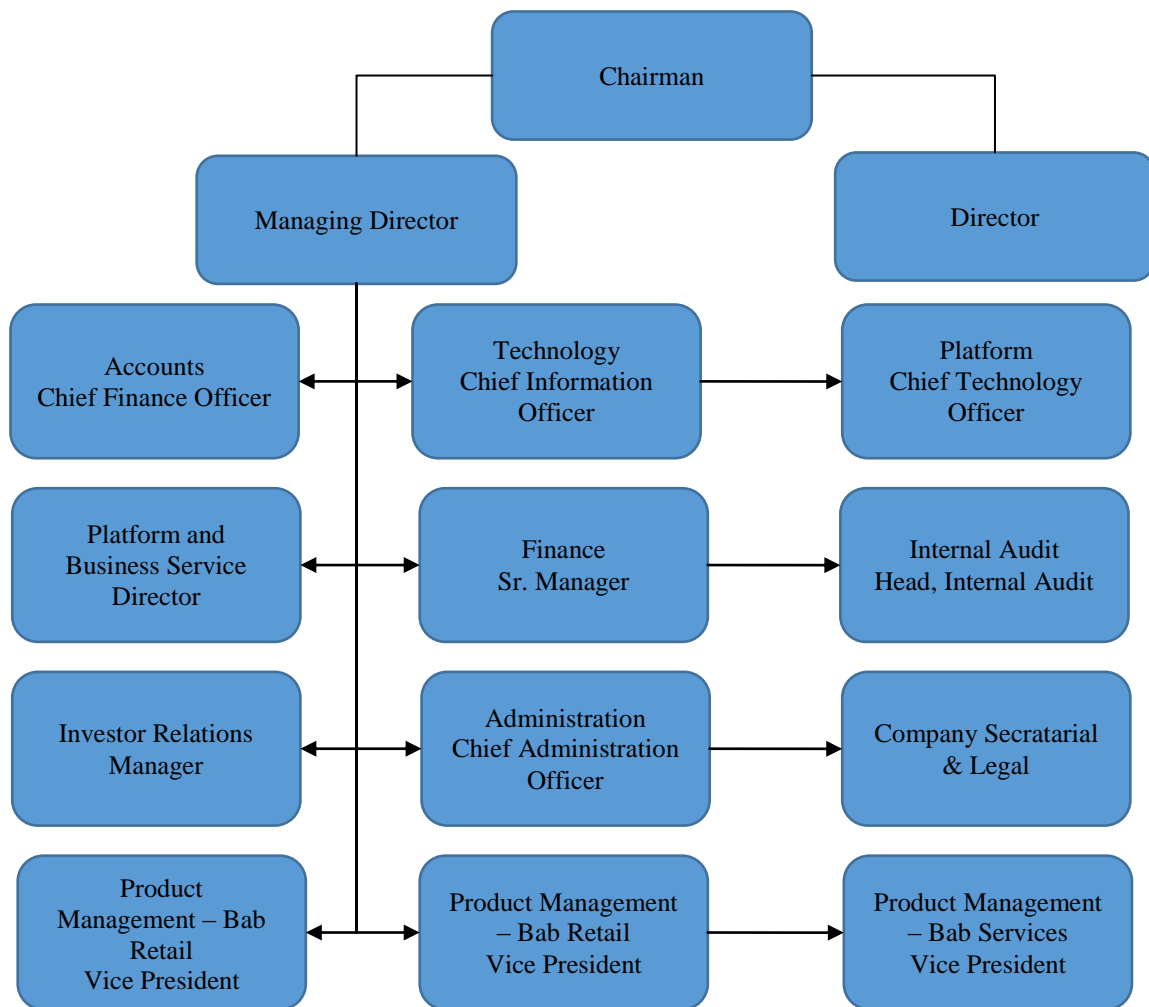 Chairman
Managing Director
Director
Accounts
Chief Finance Officer
Technology
Chief Information
Officer
Platform
Chief Technology
Officer
Platform and
Business Service
Director
Finance
Sr. Manager
Internal Audit
Head, Internal Audit
Investor Relations
Manager
Administration
Chief Administration
Officer
Company Secratarial
& Legal
Product
Management – Bab
Retail
Vice President
Product Management
– Bab Retail
Vice President
Product Management
– Bab Services
Vice President